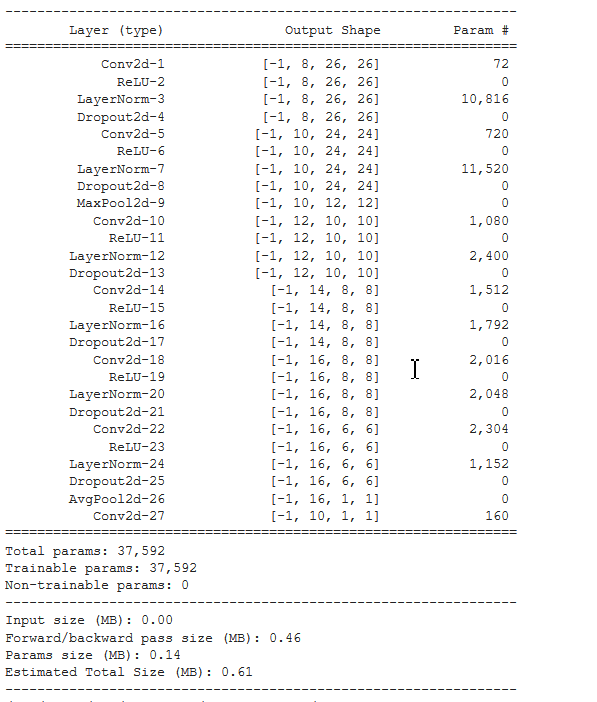 ----------------------------------------------------------------
Layer (type) Output Shape Param #
================================================================
Conv2d-1 [-1, 8, 26, 26] 72
ReLU-2 [-1, 8, 26, 26] 0
LayerNorm-3 [-1, 8, 26, 26] 10,816
Dropout2d-4 [-1, 8, 26, 26] 0
Conv2d-5 [-1, 10, 24, 24] 720
ReLU-6 [-1, 10, 24, 24] 0
LayerNorm-7 [-1, 10, 24, 24] 11,520
Dropout2d-8 [-1, 10, 24, 24] 0
MaxPool2d-9 [-1, 10, 12, 12] 0
Conv2d-10 [-1, 12, 10, 10] 1,080
ReLU-11 [-1, 12, 10, 10] 0
LayerNorm-12 [-1, 12, 10, 10] 2,400
Dropout2d-13 [-1, 12, 10, 10] 0
Conv2d-14 [-1, 14, 8, 8] 1,512
ReLU-15 [-1, 14, 8, 8] 0
LayerNorm-16 [-1, 14, 8, 8] 1,792
Dropout2d-17 [-1, 14, 8, 8] 0
Conv2d-18 [-1, 16, 8, 8] 2,016
ReLU-19 [-1, 16, 8, 8] 0
LayerNorm-20 [-1, 16, 8, 8] 2,048
Dropout2d-21 [-1, 16, 8, 8] 0
Conv2d-22 [-1, 16, 6, 6] 2,304
ReLU-23 [-1, 16, 6, 6] 0
LayerNorm-24 [-1, 16, 6, 6] 1,152
Dropout2d-25 [-1, 16, 6, 6] 0
AvgPool2d-26 [-1, 16, 1, 1] 0
Conv2d-27 [-1, 10, 1, 1] 160
================================================================
Total params: 37,592
Trainable params: 37,592
Non-trainable params: 0
----------------------------------------------------------------
Input size (MB): 0.00
Forward/backward pass size (MB): 0.46
Params size (MB): 0.14
Estimated Total Size (MB): 0.61
----------------------------------------------------------------